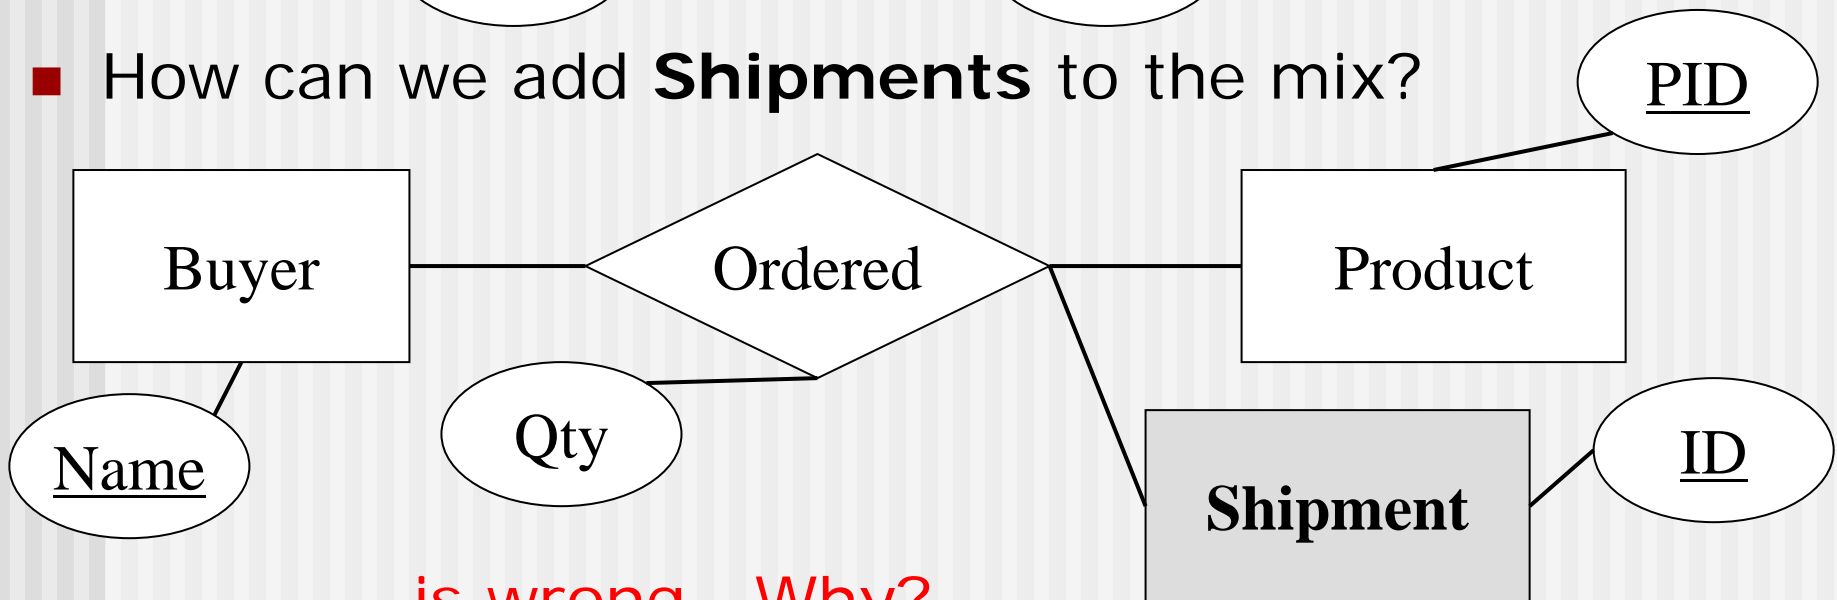 How can we add Shipments to the mix?
PID
Buyer
Ordered
Product
Name
Qty
ID
Shipment
is wrong. Why?